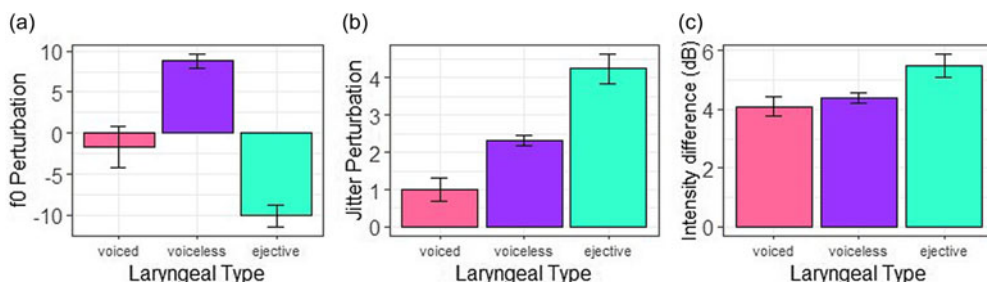 (a)
f0 Perturbation
10
5
0
-5
-10
voiced voiceless ejective
Laryngeal Type
(b)
Jitter Perturbation
4
3
2
1
0
voiced voiceless ejective
Laryngeal Type
(c)
Intensity difference (dB)
6
4
2
0
voiced voiceless ejective
Laryngeal Type